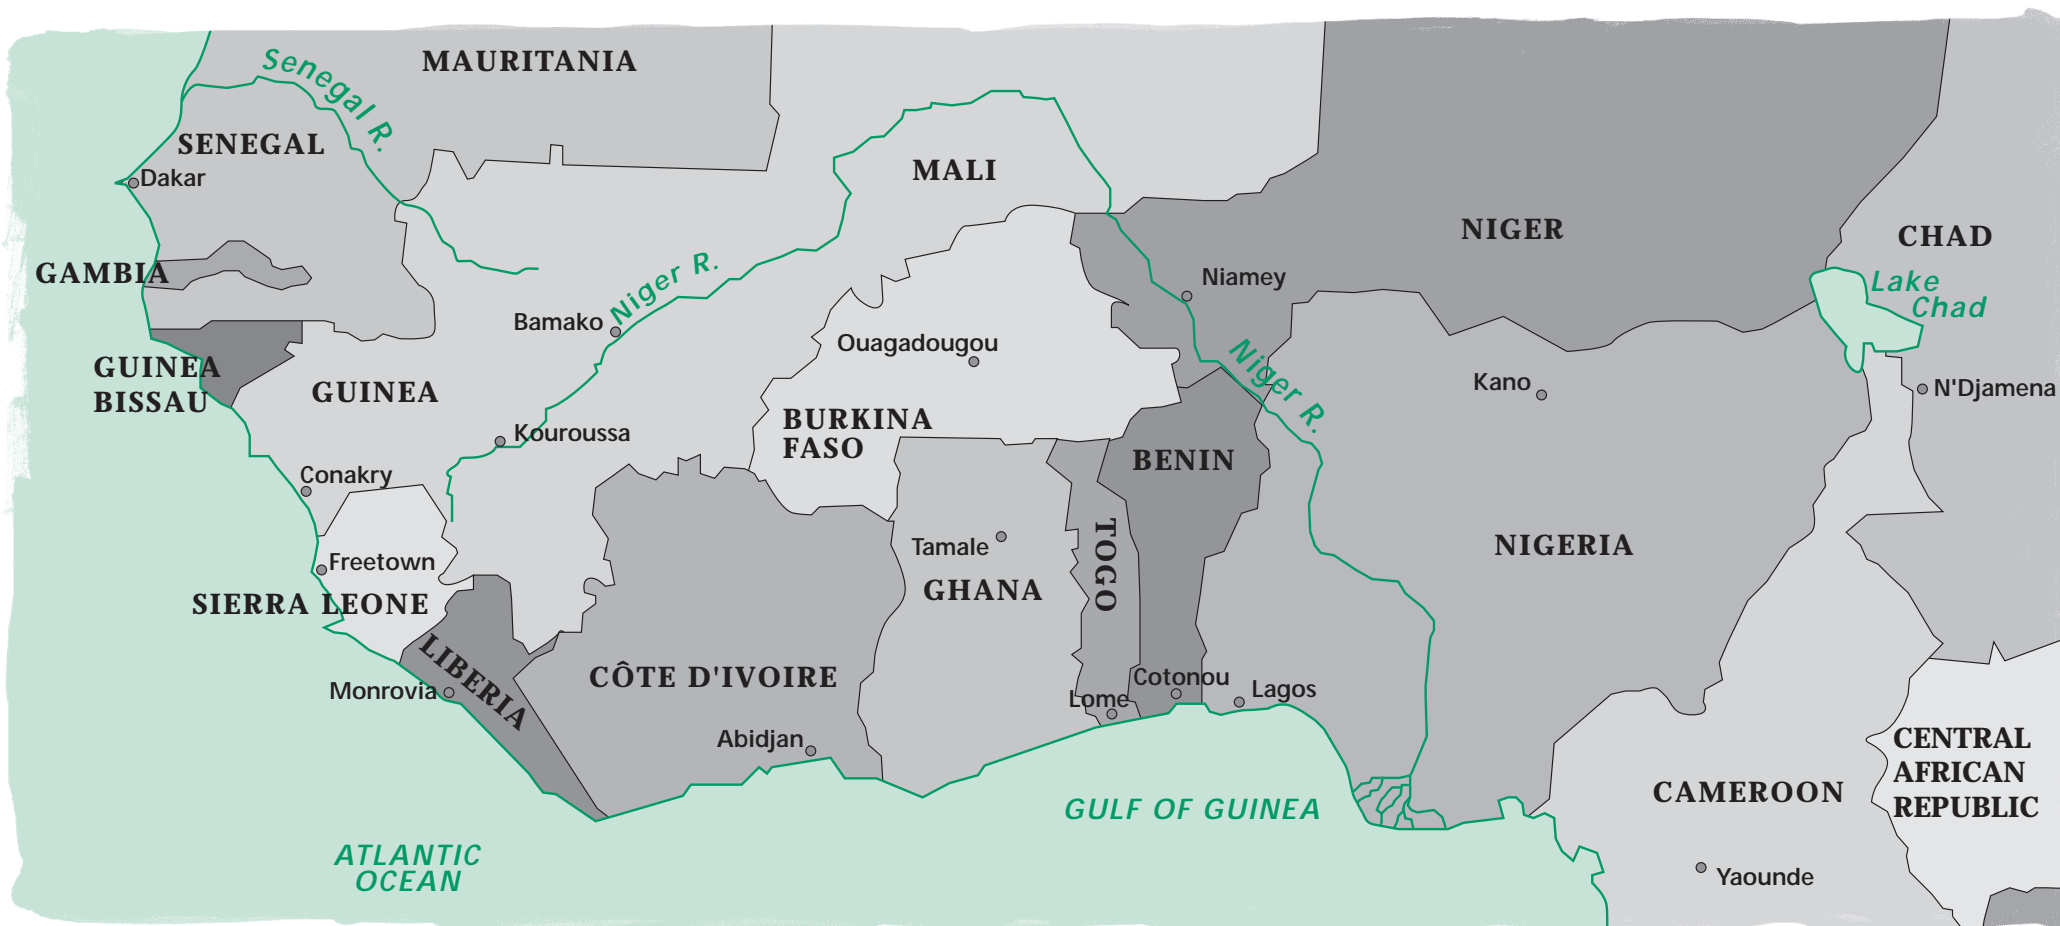 MAURITANIA
Senegal R.
SENEGAL
Dakar
MALI
NIGER
CHAD
GAMBIA
Niger R.
Niamey
Lake
Chad
Bamako
Ouagadougou
GUINEA
BISSAU
GUINEA
Niger R.
Kano
N'Djamena
BURKINA
FASO
Kouroussa
BENIN
Conakry
TOGO
Tamale
NIGERIA
Freetown
GHANA
SIERRA LEONE
LIBERIA
CÔTE D'IVOIRE
Cotonou
Monrovia
Lome
Lagos
Abidjan
CENTRAL
AFRICAN
REPUBLIC
CAMEROON
GULF OF GUINEA
ATLANTIC
OCEAN
Yaounde